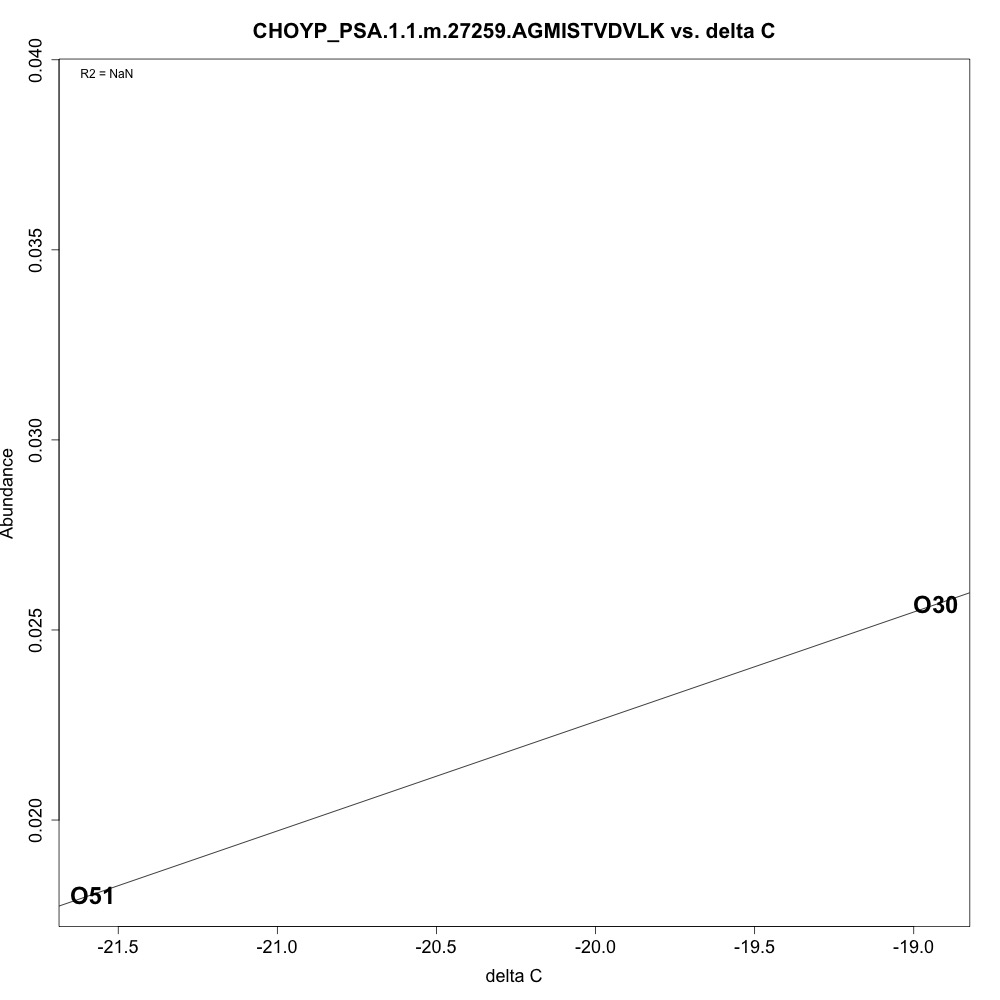 CHOYP_PSA.1.1.m.27259.AGMISTVDVLK vs. delta C
R2 = NaN
0.040
0.035
0.030
0.025
0.020
Abundance
O30
O51
-21.5 -21.0 -20.5 -20.0 -19.5 -19.0
delta C